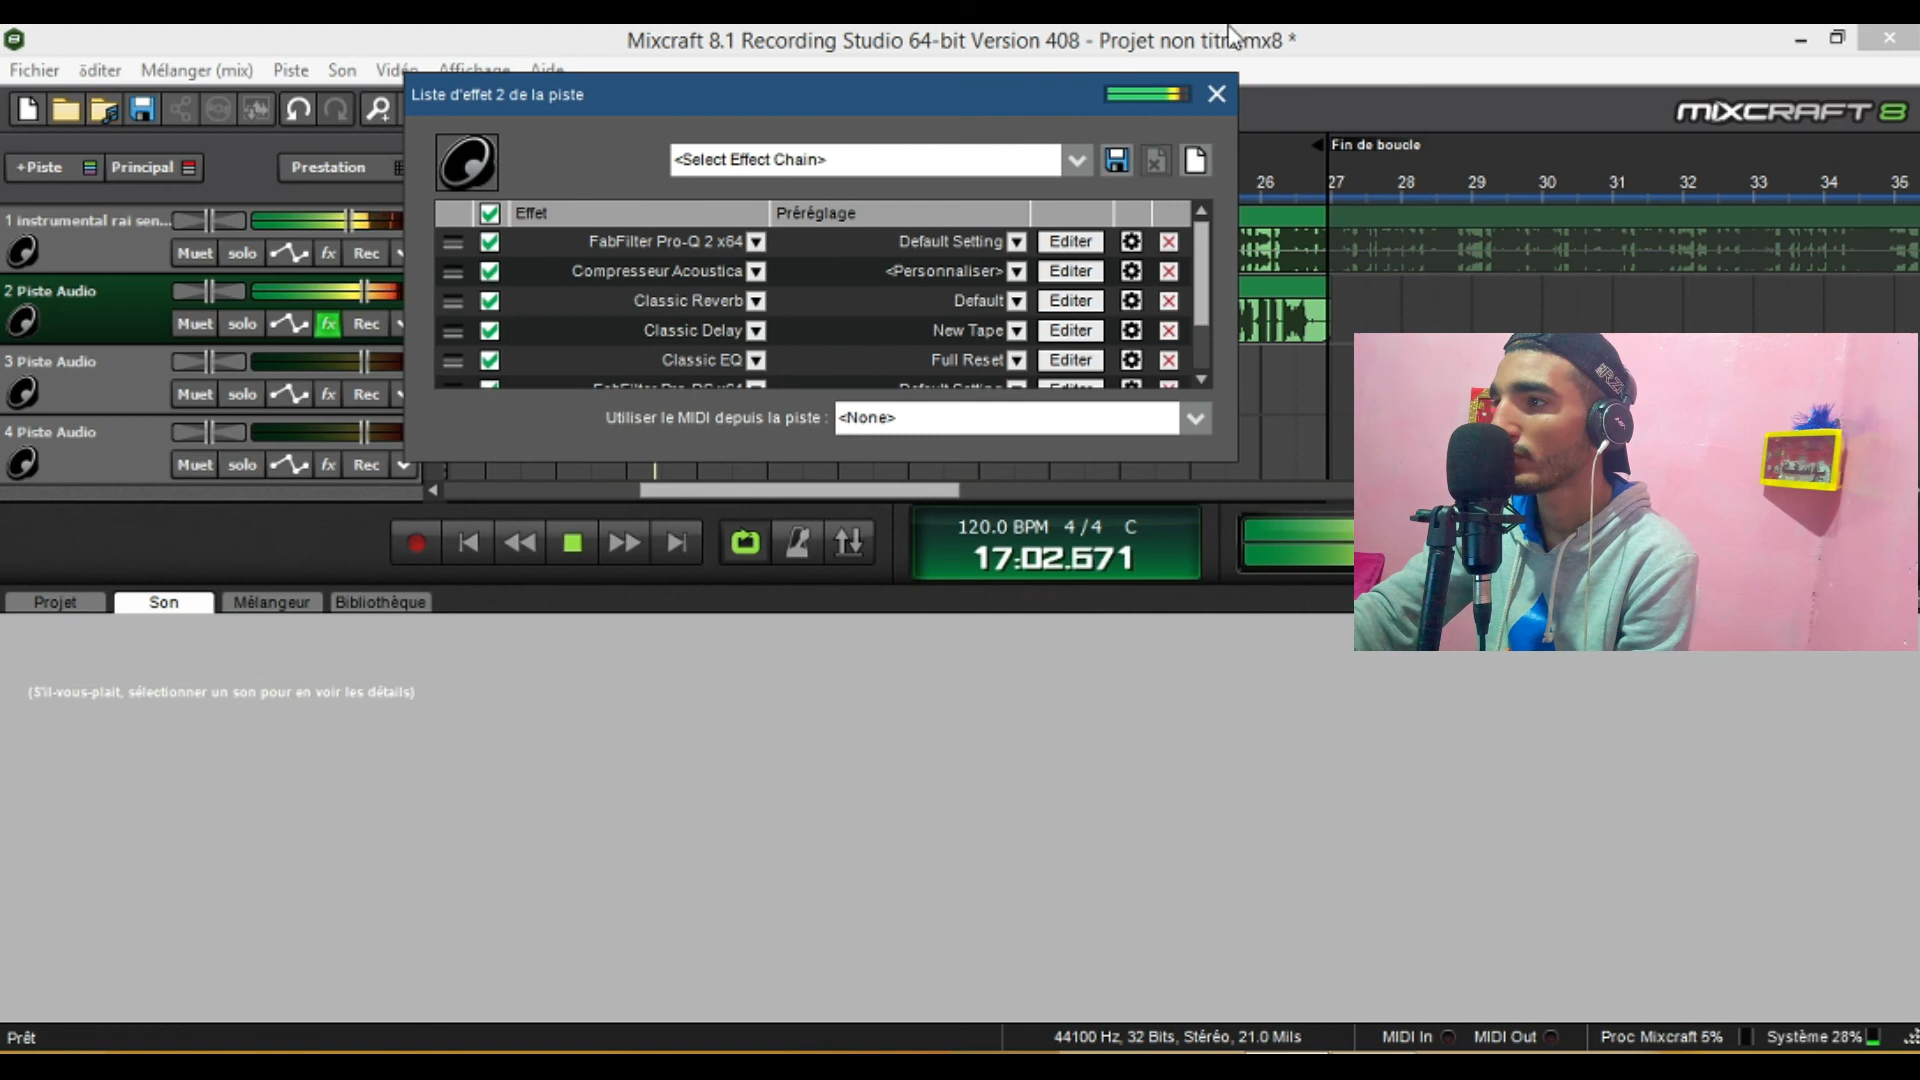 Mixcraft 8.1 Recording Studio 64-bit Version 408 - Projet non titr mx8 *
Fichier öditer Mélanger (mix) Piste Son Vidéo Affichage Aide
Liste d'effet 2 de la piste
MIXCRAFT 8
<Select Effect Chain>
Fin de boucle
+Piste Principal Prestation
26 27 28 29 30 31 32 33 34 35
Effet Préréglage
1 instrumental rai sen...
Muet solo fx Rec
FabFilter Pro-Q 2 x64 Default Setting Editer
Compresseur Acoustica <Personnaliser> Editer
2 Piste Audio
Muet solo fx Rec
Classic Reverb Default Editer
Classic Delay New Tape Editer
3 Piste Audio
Muet solo fx Rec
Classic EQ Full Reset Editer
Utiliser le MIDI depuis la piste : <None>
4 Piste Audio
Muet solo fx Rec
120.0 BPM 4/4 C
17:02.671
Projet Son Mélangeur Bibliothèque
(S'il-vous-plait, sélectionner un son pour en voir les détails)
Prêt
44100 Hz, 32 Bits, Stéréo, 21.0 Mils MIDI In MIDI Out Proc Mixcraft 5% Système 28%